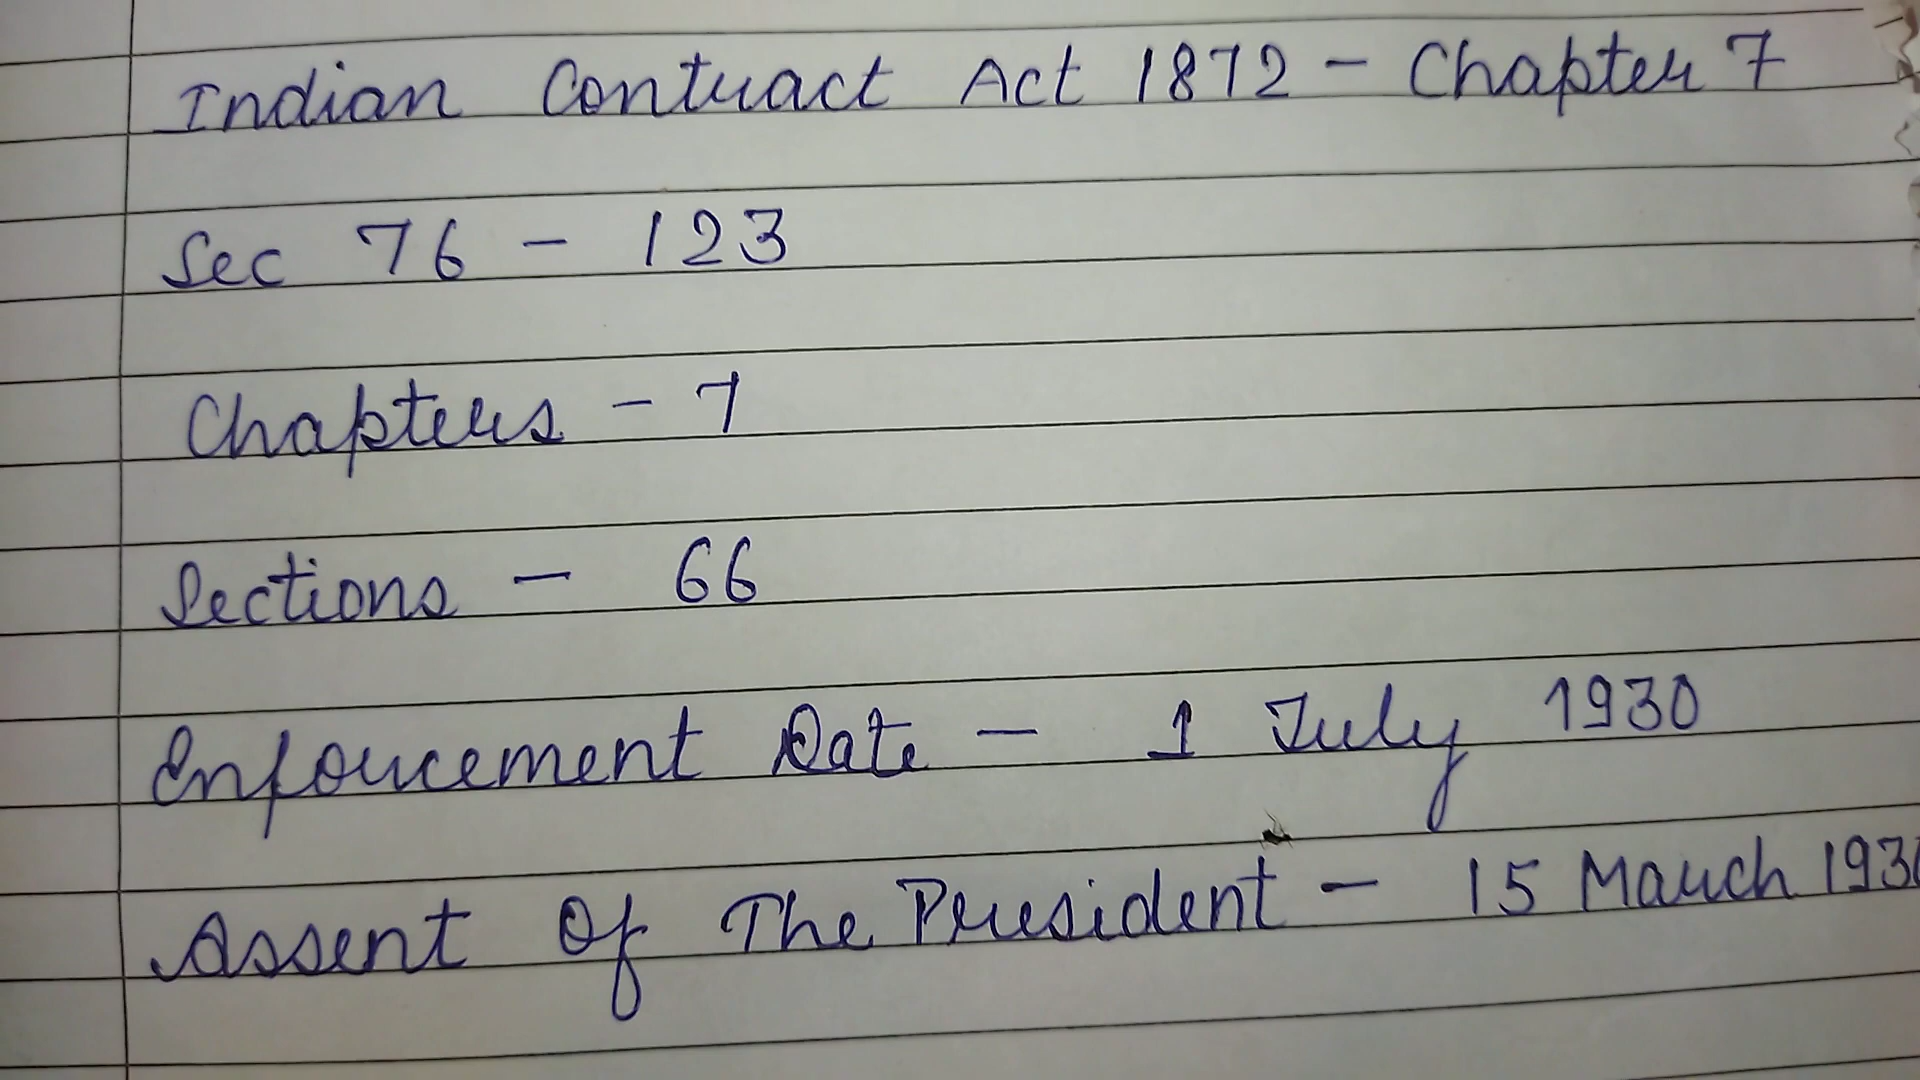 Indian Contract Act 1872 - Chapter 7
Sec 76 - 123
Chapters - 7
Sections - 66
Enforcement Date - 1 July 1930
Assent Of The President - 15 March 1930